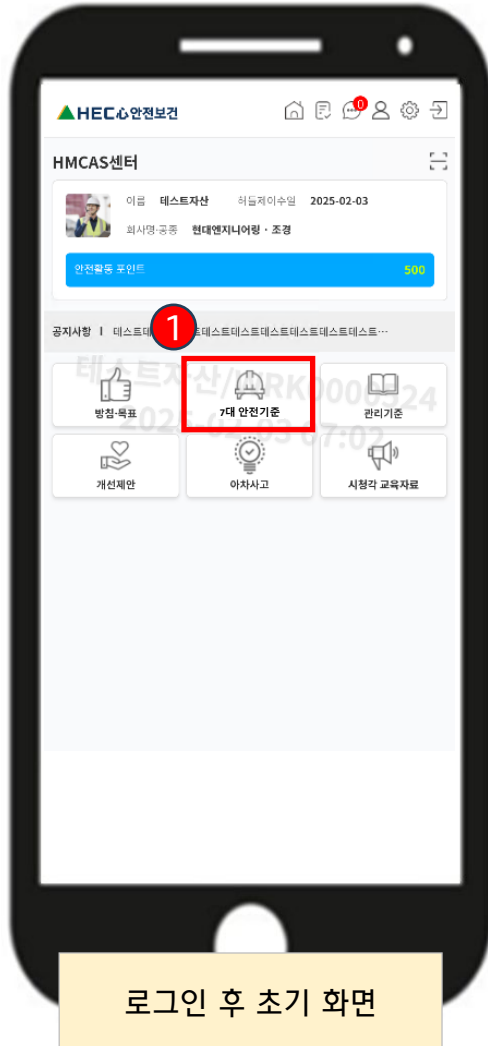 HEC心안전보건
0
HMCAS센터
이름 테스트자산 허들제이수일 2025-02-03
회사명·공종 현대엔지니어링 · 조경
안전활동 포인트 500
공지사항 | 테스트 1 스트테스트테스트테스트테스트테스트테스트···
방침·목표 7대 안전기준 관리기준
개선제안 아차사고 시청각 교육자료
로그인 후 초기 화면